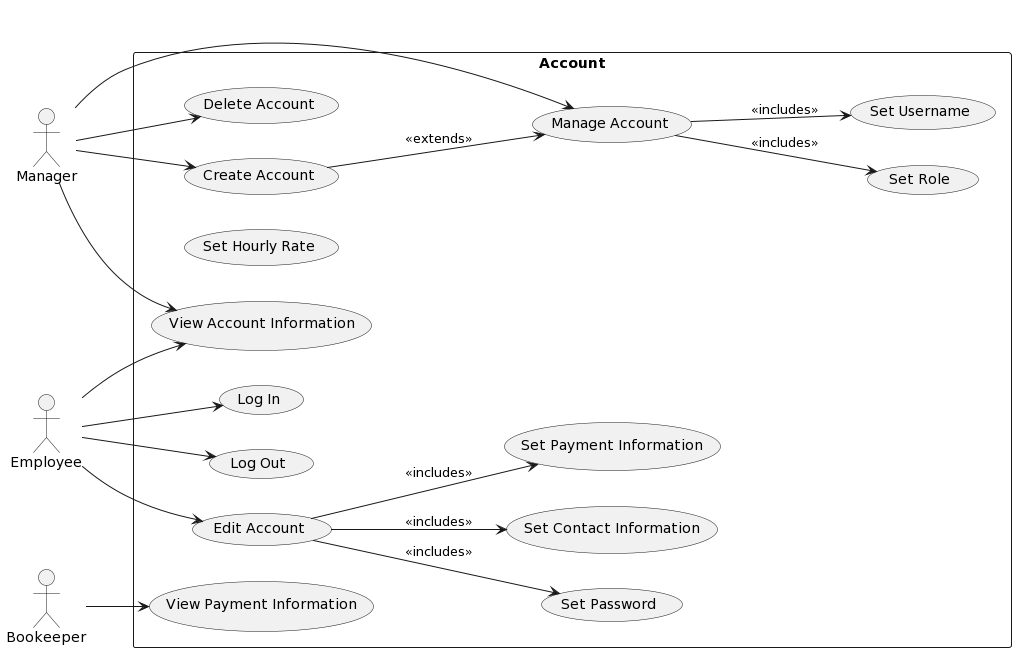 Account
Delete Account
Manage Account
«includes»
Set Username
«extends»
«includes»
Manager
Create Account
Set Role
Set Hourly Rate
View Account Information
Log In
Employee
Log Out
Set Payment Information
«includes»
Edit Account
«includes»
Set Contact Information
«includes»
View Payment Information
Set Password
Bookeeper